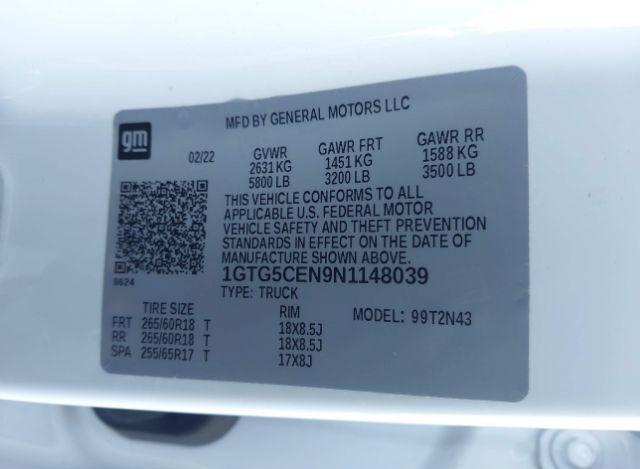 MFD BY GENERAL MOTORS LLC
gm
02/22 GVWR GAWR FRT GAWR RR
2631 KG 1451 KG 1588 KG
5800 LB 3200 LB 3500 LB
THIS VEHICLE CONFORMS TO ALL
APPLICABLE U.S. FEDERAL MOTOR
VEHICLE SAFETY AND THEFT PREVENTION
STANDARDS IN EFFECT ON THE DATE OF
MANUFACTURE SHOWN ABOVE.
8624
1GTG5CEN9N1148039
TYPE: TRUCK
TIRE SIZE RIM MODEL: 99T2N43
FRT 265/60R18 T 18X8.5J
RR 265/60R18 T 18X8.5J
SPA 255/65R17 T 17X8J